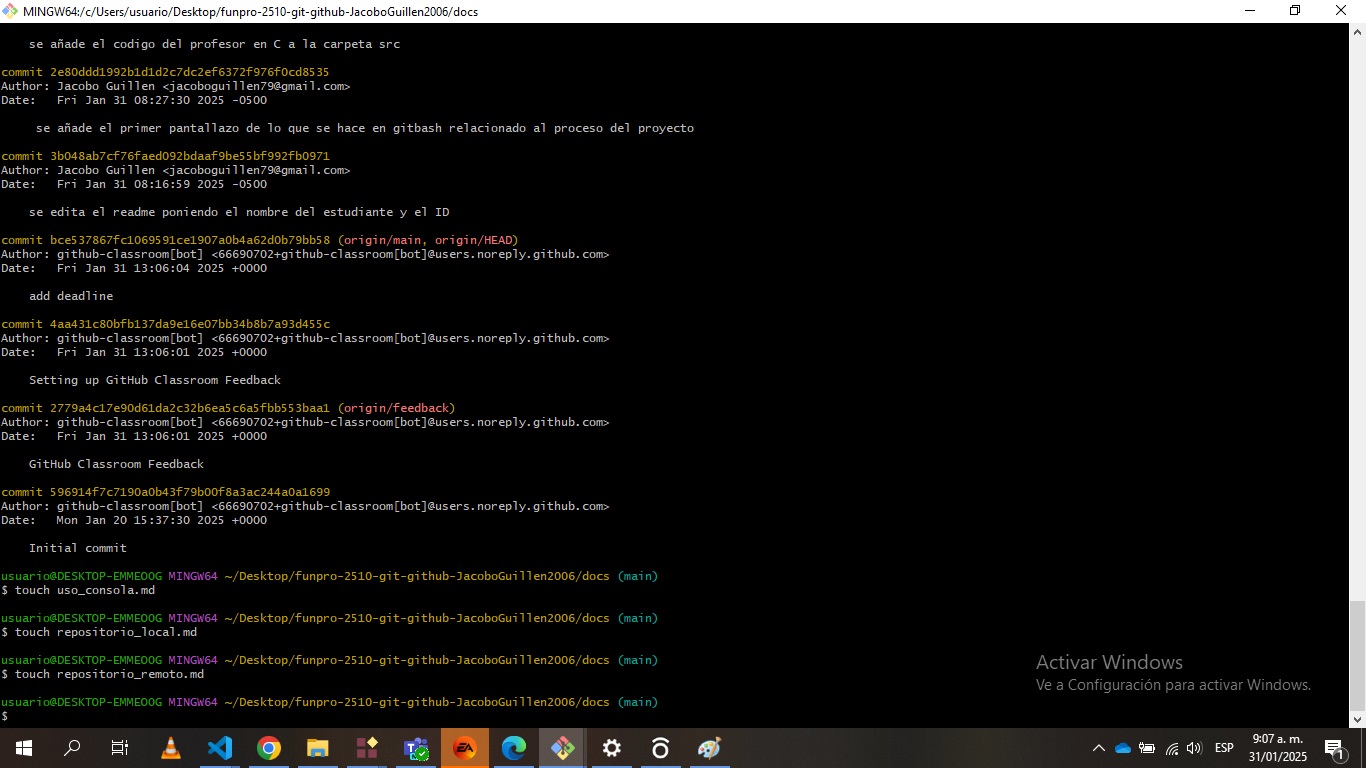 MINGW64:/c/Users/usuario/Desktop/funpro-2510-git-github-JacoboGuillen2006/docs
se añade el codigo del profesor en C a la carpeta src
commit 2e80ddd1992b1d1d2c7dc2ef6372f976f0cd8535
Author: Jacobo Guillen <jacoboguillen79@gmail.com>
Date:   Fri Jan 31 08:27:30 2025 -0500
se añade el primer pantallazo de lo que se hace en gitbash relacionado al proceso del proyecto
commit 3b048ab7cf76faed092bdaaf9be55bf992fb0971
Author: Jacobo Guillen <jacoboguillen79@gmail.com>
Date:   Fri Jan 31 08:16:59 2025 -0500
se edita el readme poniendo el nombre del estudiante y el ID
commit bce537867fc1069591ce1907a0b4a62d0b79bb58 (origin/main, origin/HEAD)
Author: github-classroom[bot] <66690702+github-classroom[bot]@users.noreply.github.com>
Date:   Fri Jan 31 13:06:04 2025 +0000
add deadline
commit 4aa431c80bfb137da9e16e07bb34b8b7a93d455c
Author: github-classroom[bot] <66690702+github-classroom[bot]@users.noreply.github.com>
Date:   Fri Jan 31 13:06:01 2025 +0000
Setting up GitHub Classroom Feedback
commit 2779a4c17e90d61da2c32b6ea5c6a5fbb553baa1 (origin/feedback)
Author: github-classroom[bot] <66690702+github-classroom[bot]@users.noreply.github.com>
Date:   Fri Jan 31 13:06:01 2025 +0000
GitHub Classroom Feedback
commit 596914f7c7190a0b43f79b00f8a3ac244a0a1699
Author: github-classroom[bot] <66690702+github-classroom[bot]@users.noreply.github.com>
Date:   Mon Jan 20 15:37:30 2025 +0000
Initial commit
usuario@DESKTOP-EMMEOOG MINGW64 ~/Desktop/funpro-2510-git-github-JacoboGuillen2006/docs (main)
$ touch uso_consola.md
usuario@DESKTOP-EMMEOOG MINGW64 ~/Desktop/funpro-2510-git-github-JacoboGuillen2006/docs (main)
$ touch repositorio_local.md
usuario@DESKTOP-EMMEOOG MINGW64 ~/Desktop/funpro-2510-git-github-JacoboGuillen2006/docs (main)
$ touch repositorio_remoto.md
usuario@DESKTOP-EMMEOOG MINGW64 ~/Desktop/funpro-2510-git-github-JacoboGuillen2006/docs (main)
$
Activar Windows
Ve a Configuración para activar Windows.
EA
ESP
9:07 a. m.
31/01/2025
1